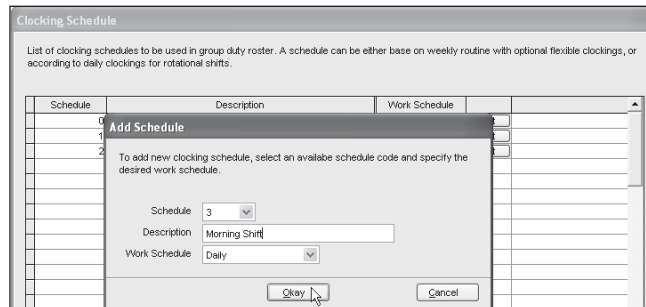 Clocking Schedule
List of clocking schedules to be used in group duty roster. A schedule can be either base on weekly routine with optional flexible clockings, or
according to daily clockings for rotational shifts.
Schedule Description Work Schedule
0
1
2
Add Schedule
To add new clocking schedule, select an availabe schedule code and specify the
desired work schedule.
Schedule 3
Description Morning Shift
Work Schedule Daily
Okay Cancel